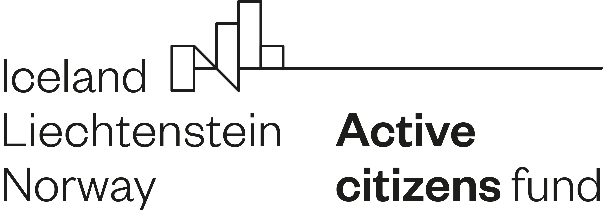 Iceland
Liechtenstein
Norway
Active
citizens fund